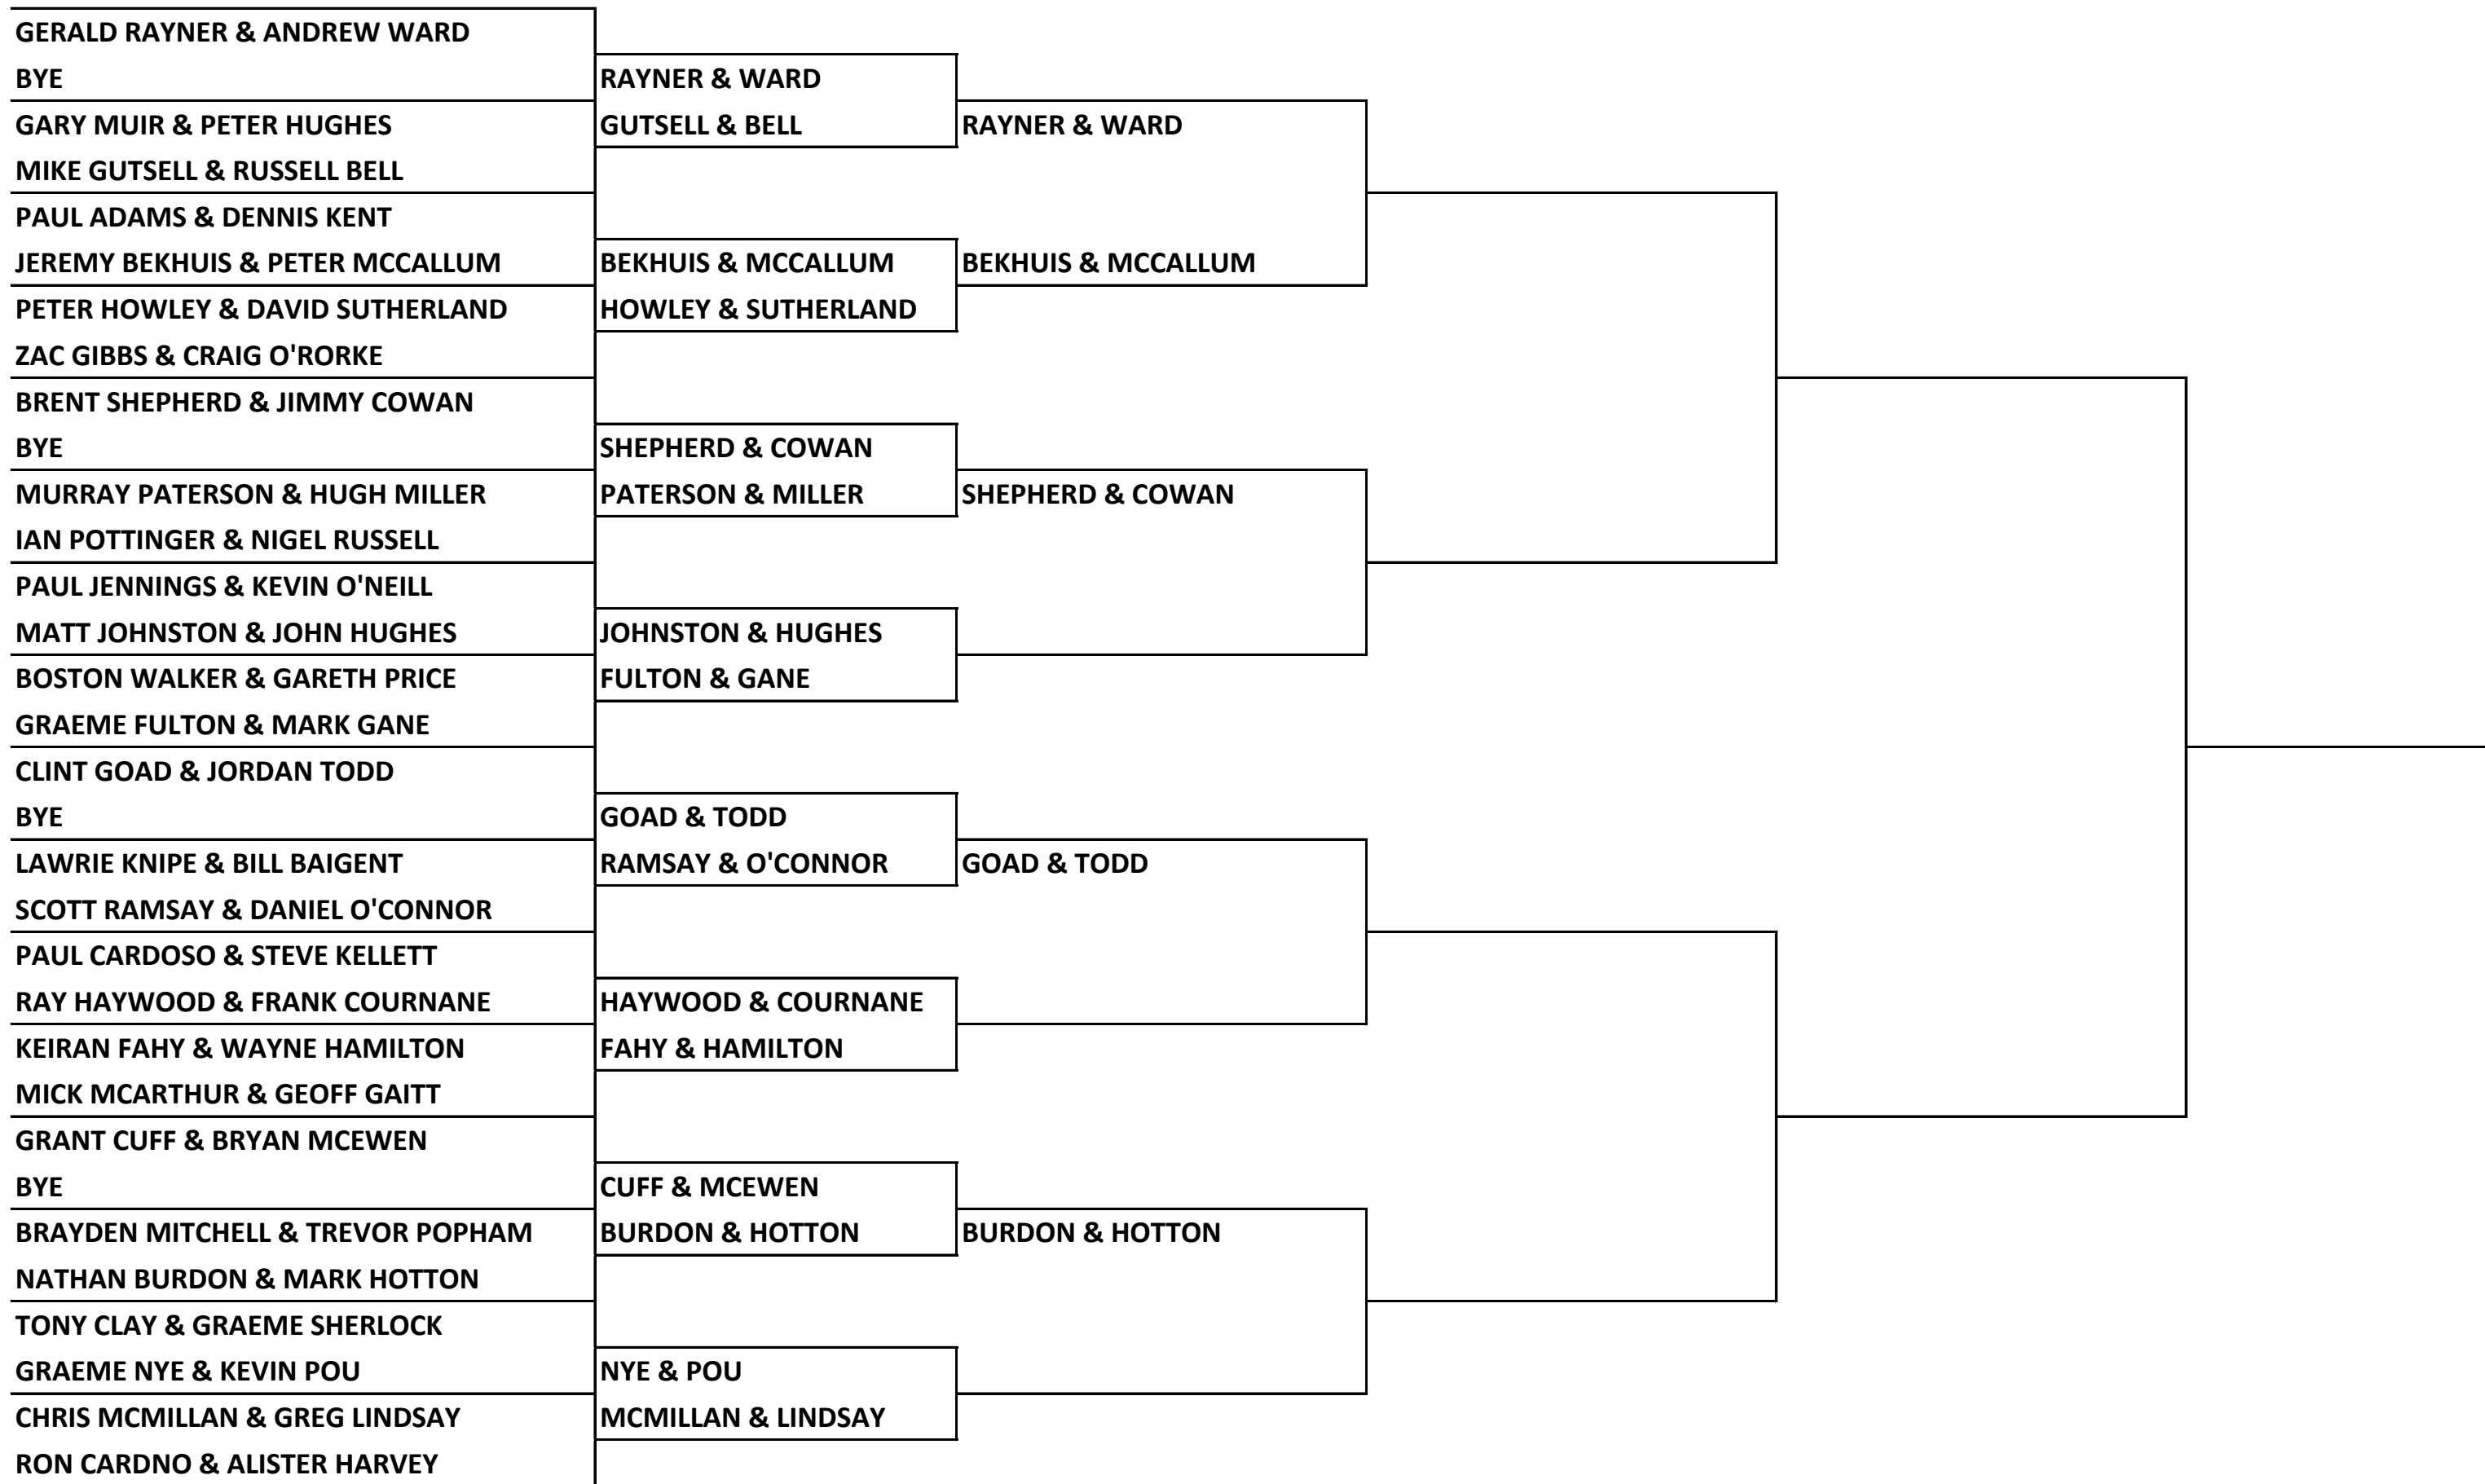 GERALD RAYNER & ANDREW WARD
BYE
RAYNER & WARD
GARY MUIR & PETER HUGHES
GUTSELL & BELL
RAYNER & WARD
MIKE GUTSELL & RUSSELL BELL
PAUL ADAMS & DENNIS KENT
JEREMY BEKHUIS & PETER MCCALLUM
BEKHUIS & MCCALLUM
BEKHUIS & MCCALLUM
PETER HOWLEY & DAVID SUTHERLAND
HOWLEY & SUTHERLAND
ZAC GIBBS & CRAIG O'RORKE
BRENT SHEPHERD & JIMMY COWAN
BYE
SHEPHERD & COWAN
MURRAY PATERSON & HUGH MILLER
PATERSON & MILLER
SHEPHERD & COWAN
IAN POTTINGER & NIGEL RUSSELL
PAUL JENNINGS & KEVIN O'NEILL
MATT JOHNSTON & JOHN HUGHES
JOHNSTON & HUGHES
BOSTON WALKER & GARETH PRICE
FULTON & GANE
GRAEME FULTON & MARK GANE
CLINT GOAD & JORDAN TODD
BYE
GOAD & TODD
LAWRIE KNIPE & BILL BAIGENT
RAMSAY & O'CONNOR
GOAD & TODD
SCOTT RAMSAY & DANIEL O'CONNOR
PAUL CARDOSO & STEVE KELLETT
RAY HAYWOOD & FRANK COURNANE
HAYWOOD & COURNANE
KEIRAN FAHY & WAYNE HAMILTON
FAHY & HAMILTON
MICK MCARTHUR & GEOFF GAITT
GRANT CUFF & BRYAN MCEWEN
BYE
CUFF & MCEWEN
BRAYDEN MITCHELL & TREVOR POPHAM
BURDON & HOTTON
BURDON & HOTTON
NATHAN BURDON & MARK HOTTON
TONY CLAY & GRAEME SHERLOCK
GRAEME NYE & KEVIN POU
NYE & POU
CHRIS MCMILLAN & GREG LINDSAY
MCMILLAN & LINDSAY
RON CARDNO & ALISTER HARVEY